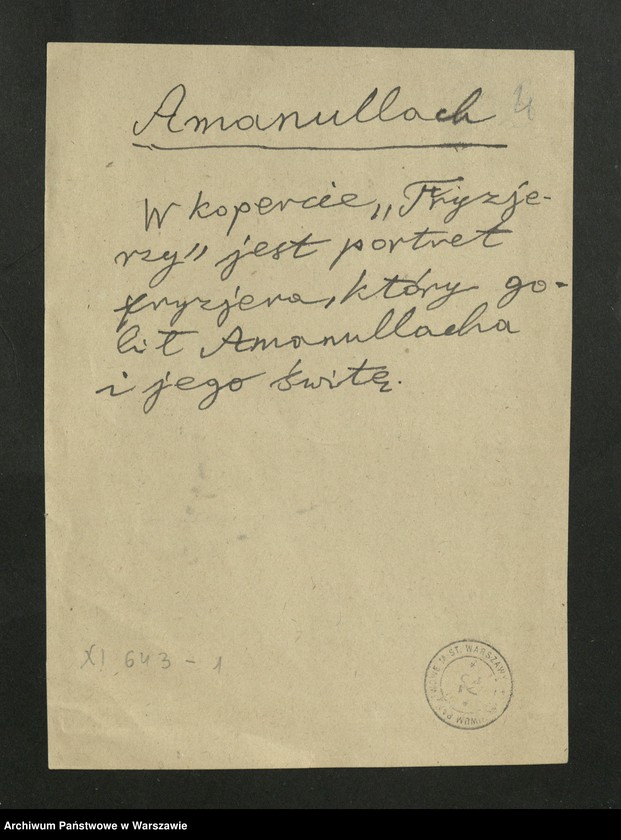 Amanullach
W kopercie „Fryzje-
rzy” jest portret
fryzjera, który go-
lił Amanullacha
i jego świtę.
XI 643-1
Archiwum Państwowe w Warszawie